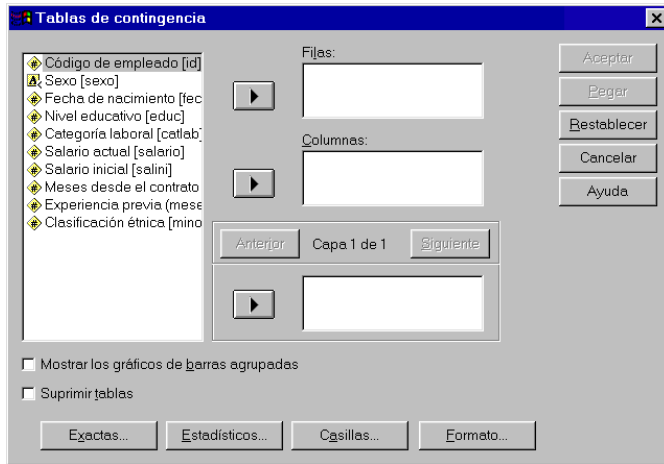 Tablas de contingencia
Código de empleado [id]
Sexo [sexo]
Fecha de nacimiento [fec
Nivel educativo [educ]
Categoría laboral [catlab]
Salario actual [salario]
Salario inicial [salini]
Meses desde el contrato
Experiencia previa (mese
Clasificación étnica [mino
Filas:
Columnas:
Anterior
Capa 1 de 1
Siguiente
Aceptar
Pegar
Restablecer
Cancelar
Ayuda
Mostrar los gráficos de barras agrupadas
Suprimir tablas
Exactas...
Estadísticos...
Casillas...
Formato...